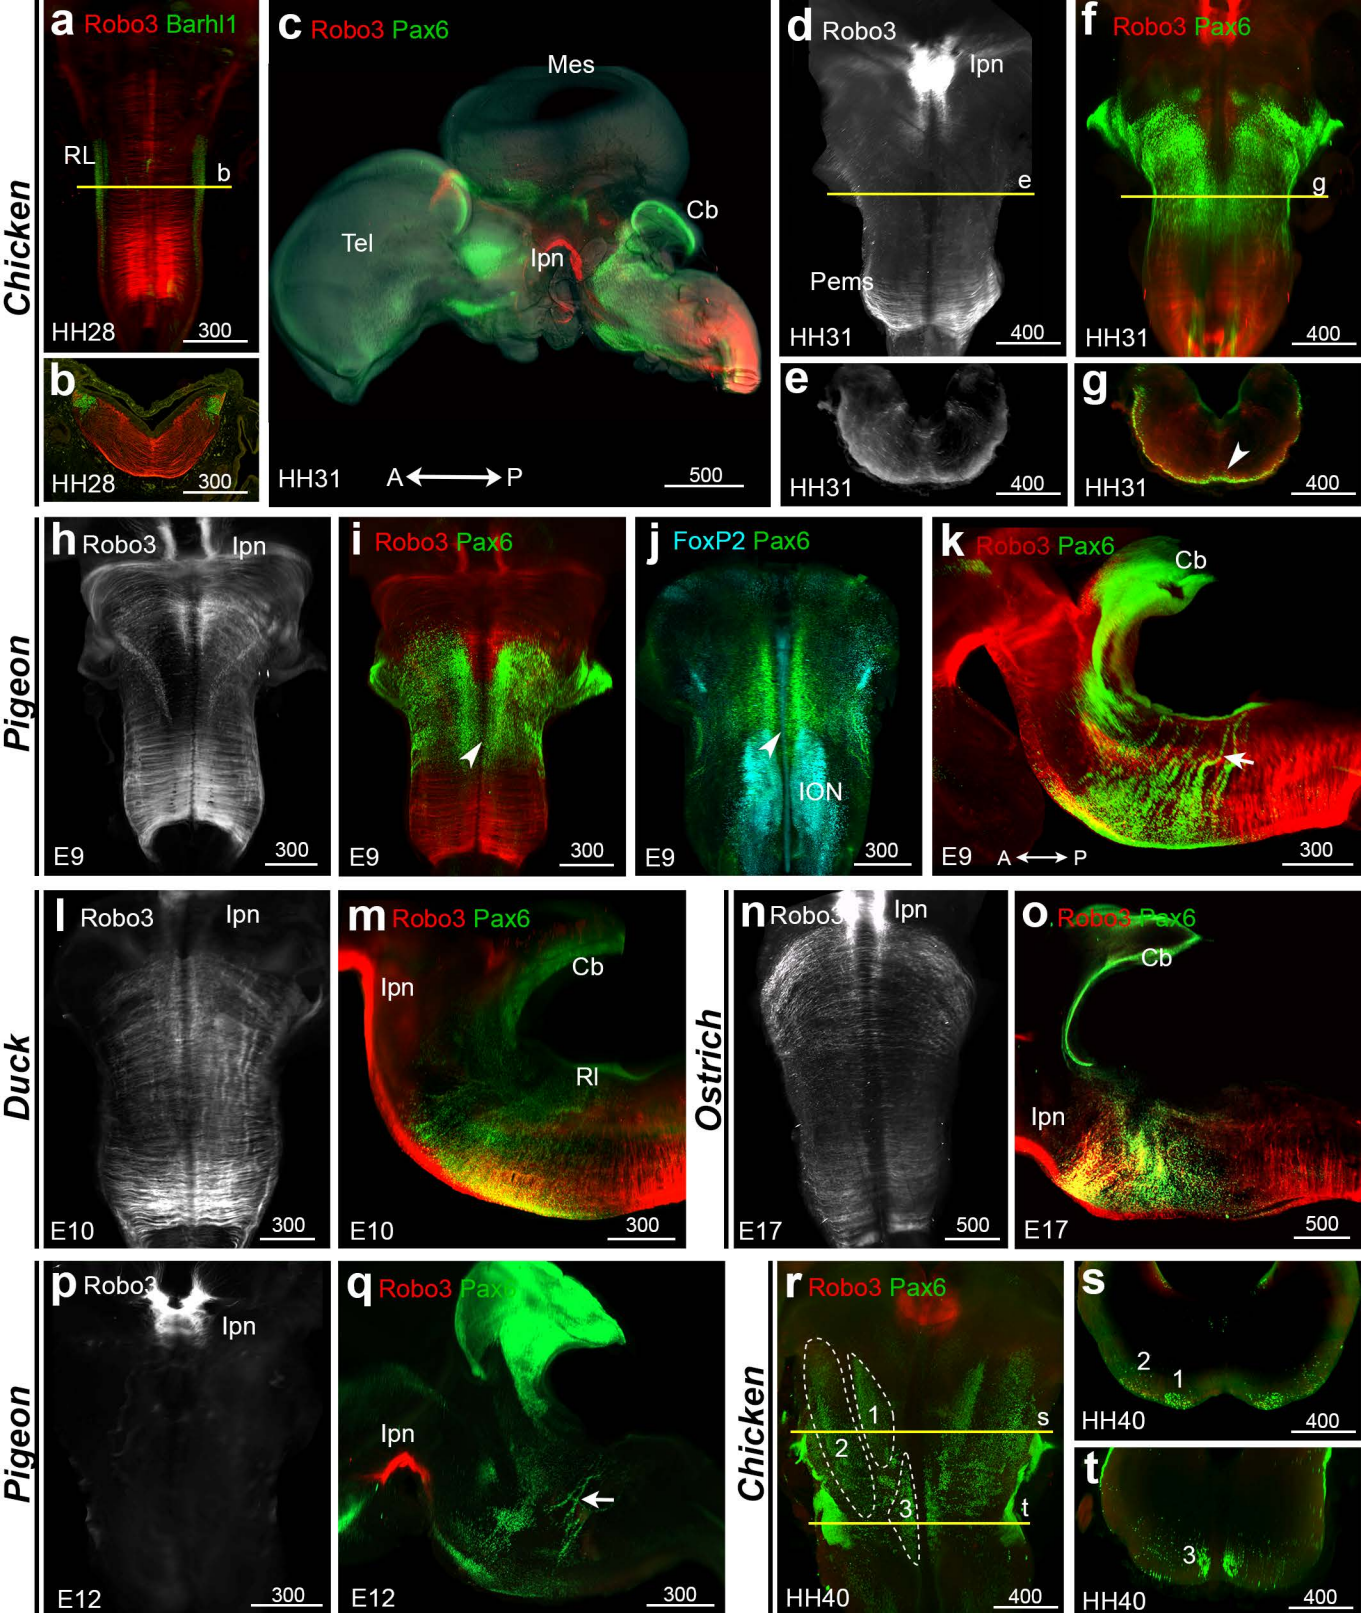 Chicken
a Robo3 Barhl1
RL
b
HH28
300
b
HH28
300
c Robo3 Pax6
Mes
Tel
Cb
Ipn
HH31
A P
500
d Robo3
Ipn
e
Pems
HH31
400
e
HH31
400
f Robo3 Pax6
g
HH31
400
g
HH31
400
Pigeon
h Robo3 Ipn
E9
300
i Robo3 Pax6
E9
300
j FoxP2 Pax6
ION
E9
300
k Robo3 Pax6
Cb
E9 A P
300
Duck
l Robo3 Ipn
E10
300
m Robo3 Pax6
Cb
Ipn
Rl
E10
300
Ostrich
n Robo3 Ipn
E17
500
o Robo3 Pax6
Cb
Ipn
E17
500
Pigeon
p Robo3
Ipn
E12
300
q Robo3 Pax
Ipn
E12
300
Chicken
r Robo3 Pax6
1
s
2
3
t
HH40
400
s
2
1
HH40
400
t
3
HH40
400